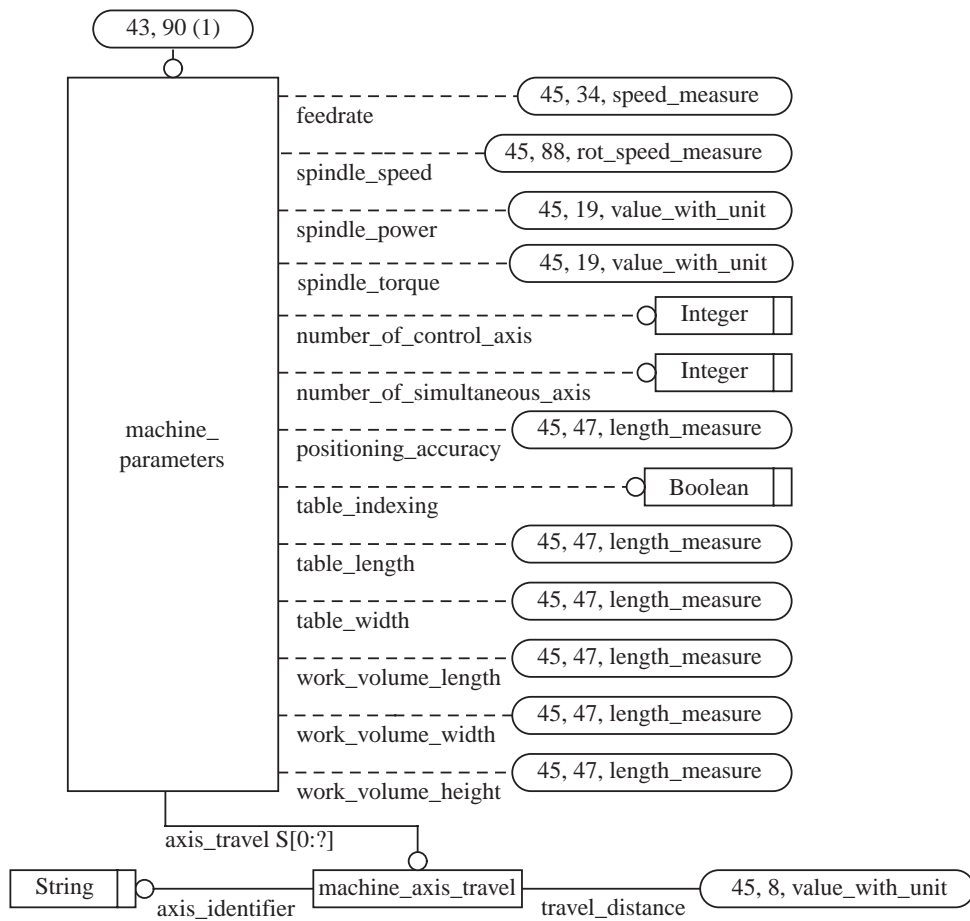 43, 90 (1)
45, 34, speed_measure
feedrate
45, 88, rot_speed_measure
spindle_speed
45, 19, value_with_unit
spindle_power
45, 19, value_with_unit
spindle_torque
Integer
number_of_control_axis
Integer
number_of_simultaneous_axis
machine_
parameters
45, 47, length_measure
positioning_accuracy
Boolean
table_indexing
45, 47, length_measure
table_length
45, 47, length_measure
table_width
45, 47, length_measure
work_volume_length
45, 47, length_measure
work_volume_width
45, 47, length_measure
work_volume_height
axis_travel S[0:?]
String
axis_identifier
machine_axis_travel
travel_distance
45, 8, value_with_unit